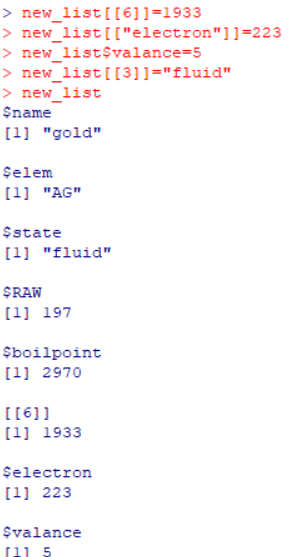 > new_list[[6]]=1933
> new_list[["electron"]]=223
> new_list$valance=5
> new_list[[3]]="fluid"
> new_list
$name
[1] "gold"
$elem
[1] "AG"
$state
[1] "fluid"
$RAW
[1] 197
$boilpoint
[1] 2970
[[6]]
[1] 1933
$electron
[1] 223
$valance
[1] 5